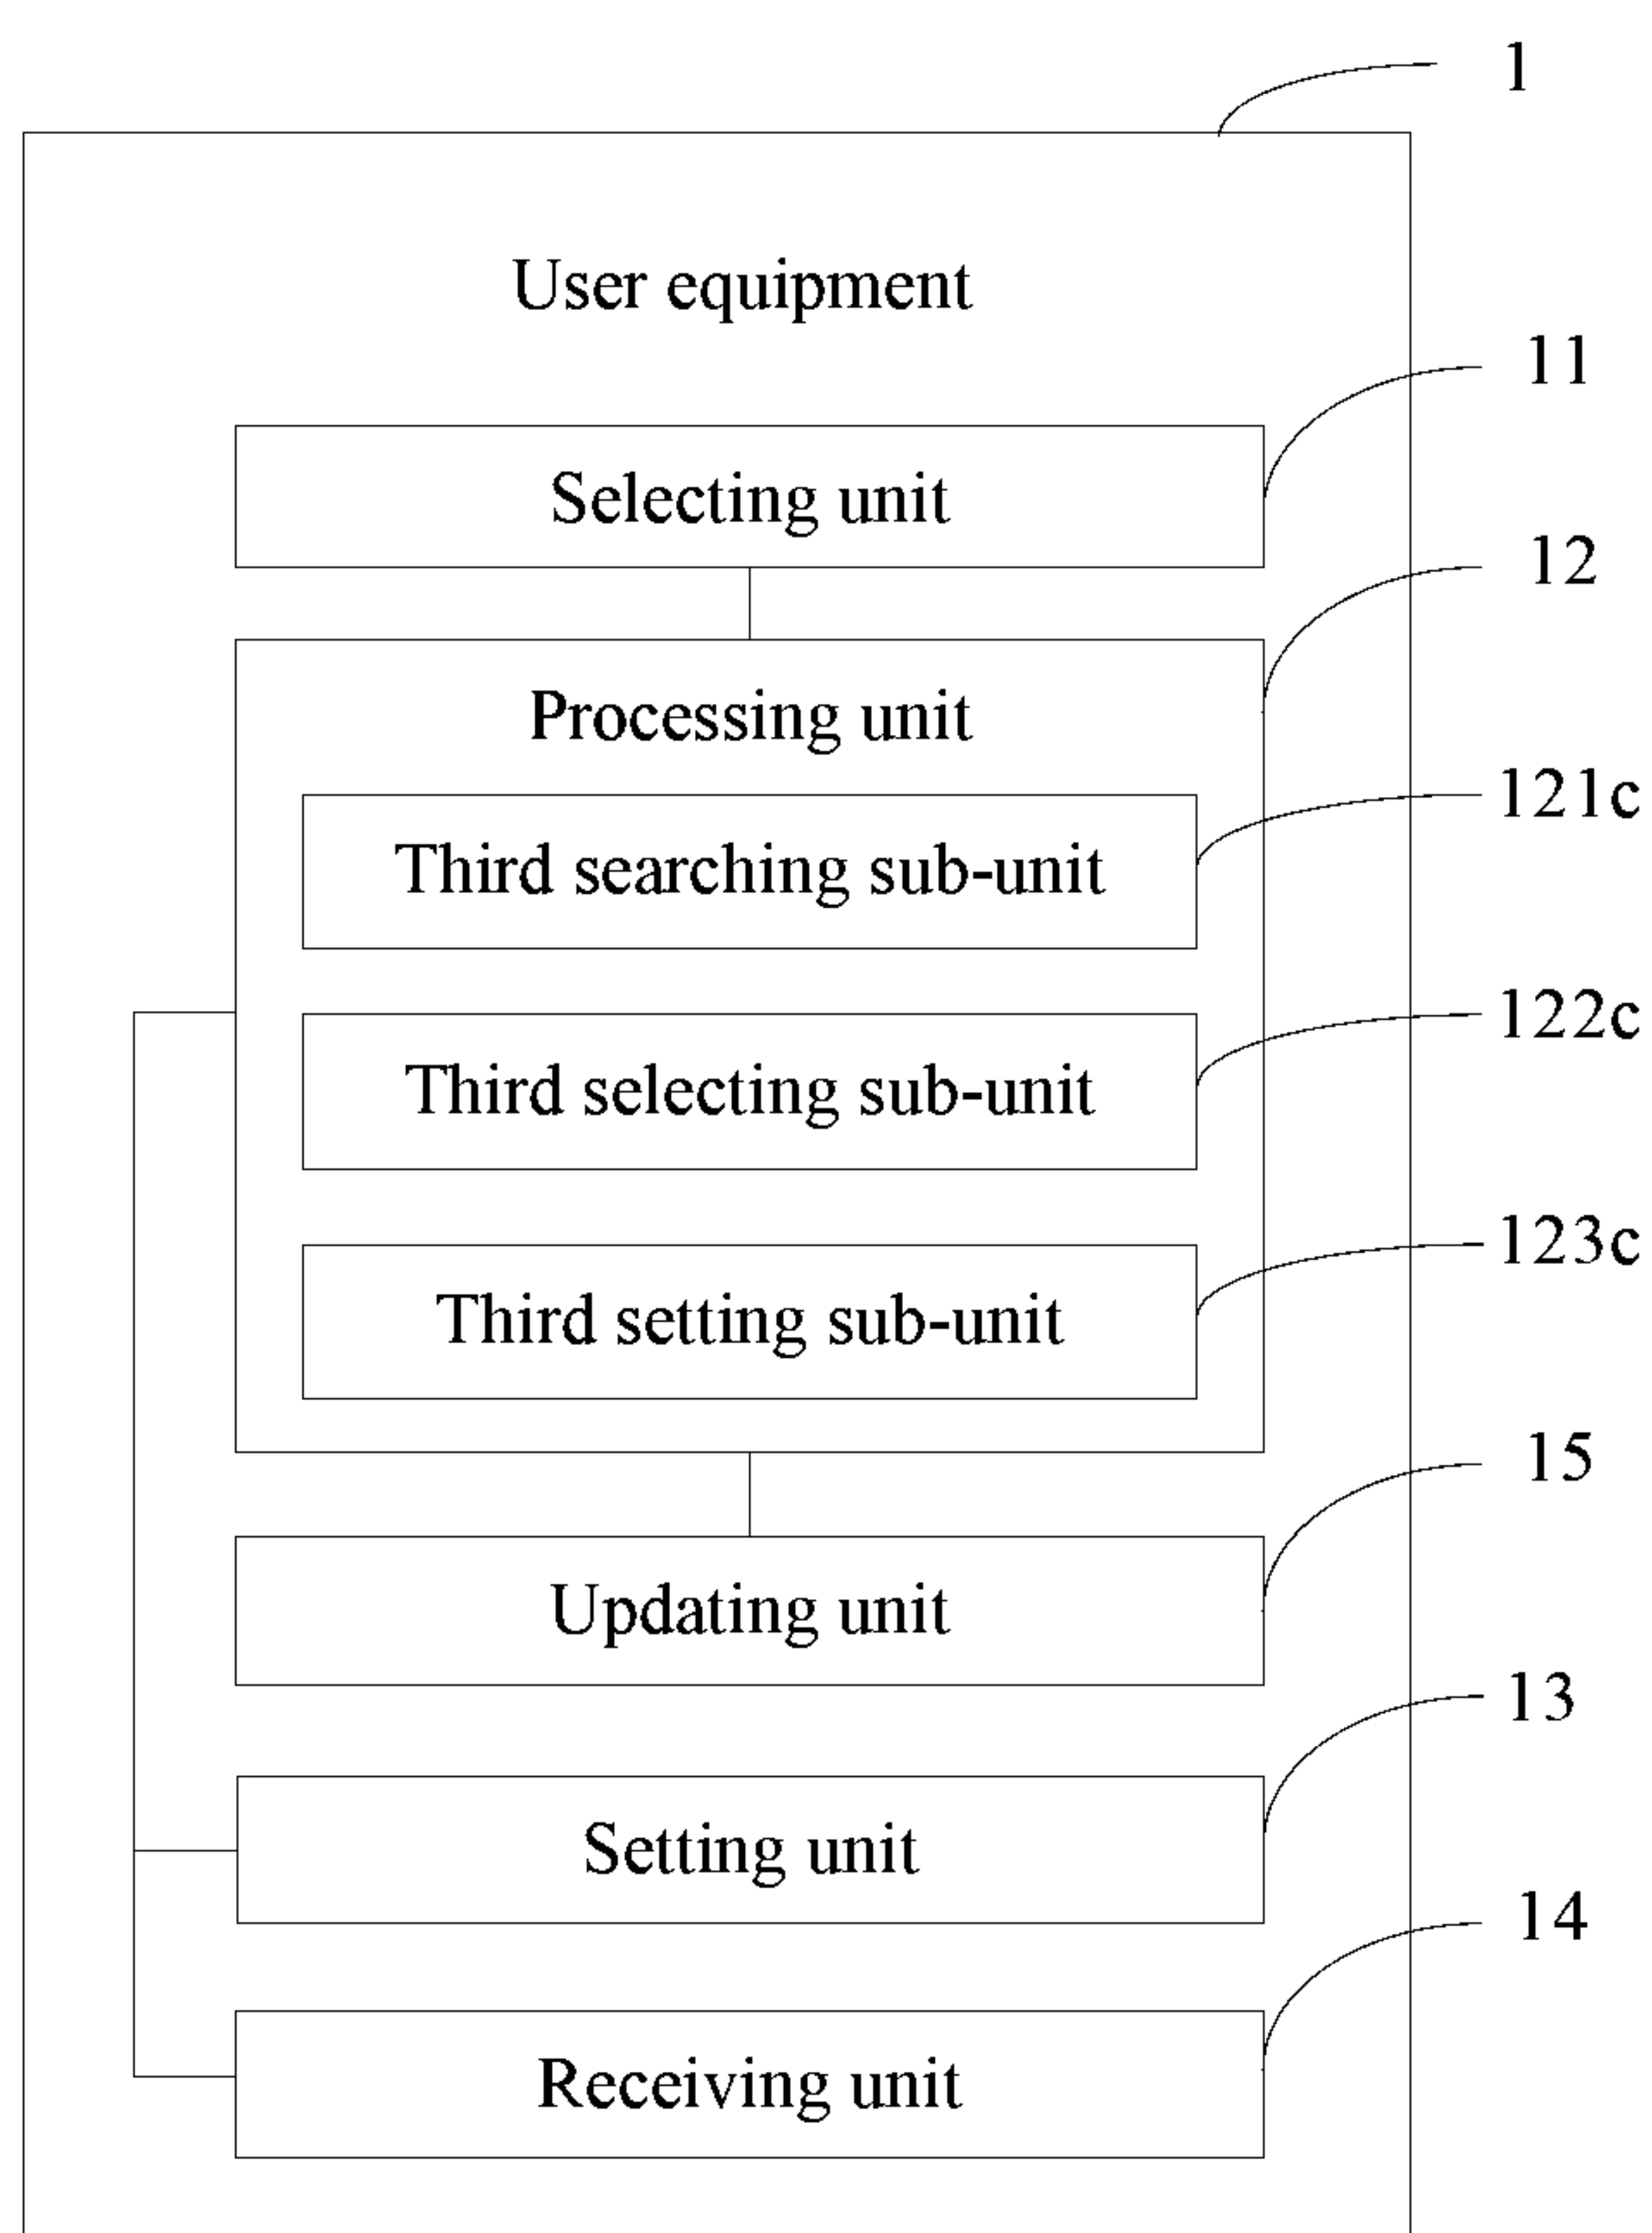 1
User equipment
11
Selecting unit
12
Processing unit
121c
Third searching sub-unit
122c
Third selecting sub-unit
123c
Third setting sub-unit
15
Updating unit
13
Setting unit
14
Receiving unit